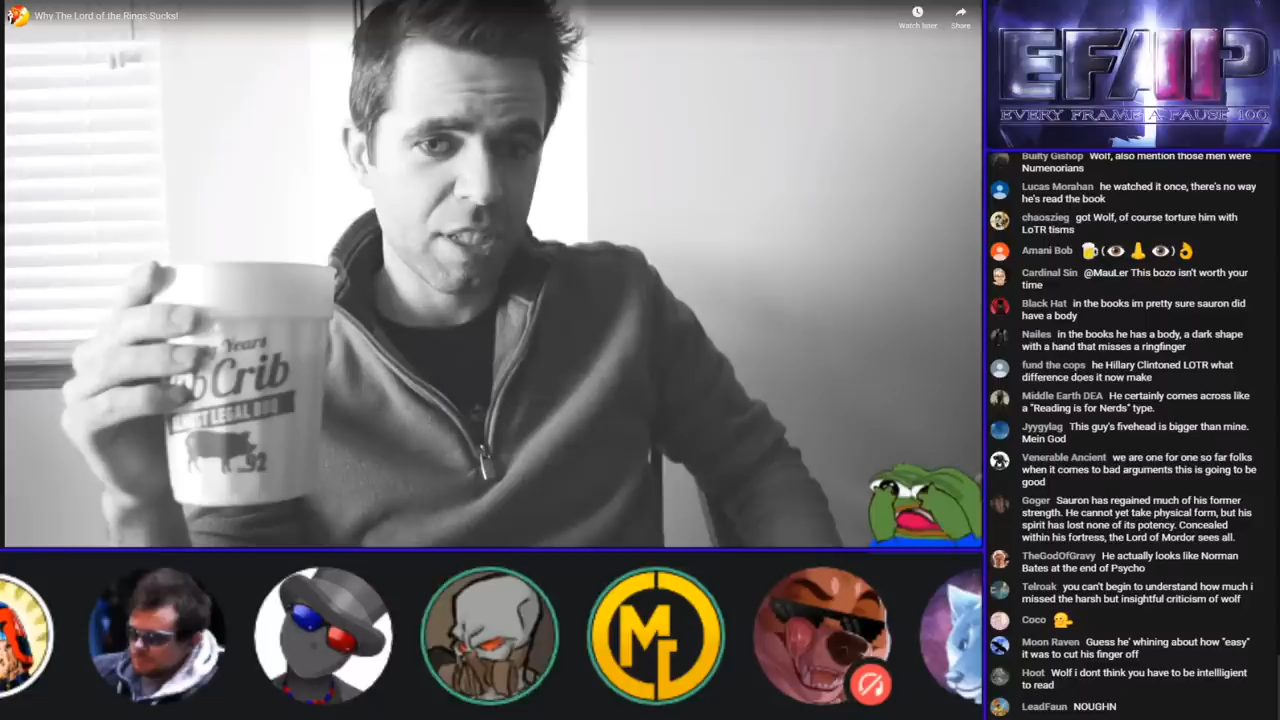 Why The Lord of the Rings Sucks!
Watch later
Share
Years
Crib
LEGAL BBQ
EFAP
EVERY FRAME A PAUSE 100
Builty Gishop Wolf, also mention those men were
Numenorians
Lucas Morahan he watched it once, there's no way
he's read the book
chaoszieg got Wolf, of course torture him with
LoTR tisms
Amani Bob 🍺(👁👃👁)👌
Cardinal Sin @MauLer This bozo isn't worth your
time
Black Hat in the books im pretty sure sauron did
have a body
Nailes in the books he has a body, a dark shape
with a hand that misses a ringfinger
fund the cops he Hillary Clintoned LOTR what
difference does it now make
Middle Earth DEA He certainly comes across like
a "Reading is for Nerds" type.
Jyygylag This guy's fivehead is bigger than mine.
Mein God
Venerable Ancient we are one for one so far folks
when it comes to bad arguments this is going to be
good
Goger Sauron has regained much of his former
strength. He cannot yet take physical form, but his
spirit has lost none of its potency. Concealed
within his fortress, the Lord of Mordor sees all.
TheGodOfGravy He actually looks like Norman
Bates at the end of Psycho
Telroak you can't begin to understand how much i
missed the harsh but insightful criticism of wolf
Coco
Moon Raven Guess he' whining about how "easy"
it was to cut his finger off
Hoot Wolf i dont think you have to be intelligient
to read
LeadFaun NOUGHN
ML